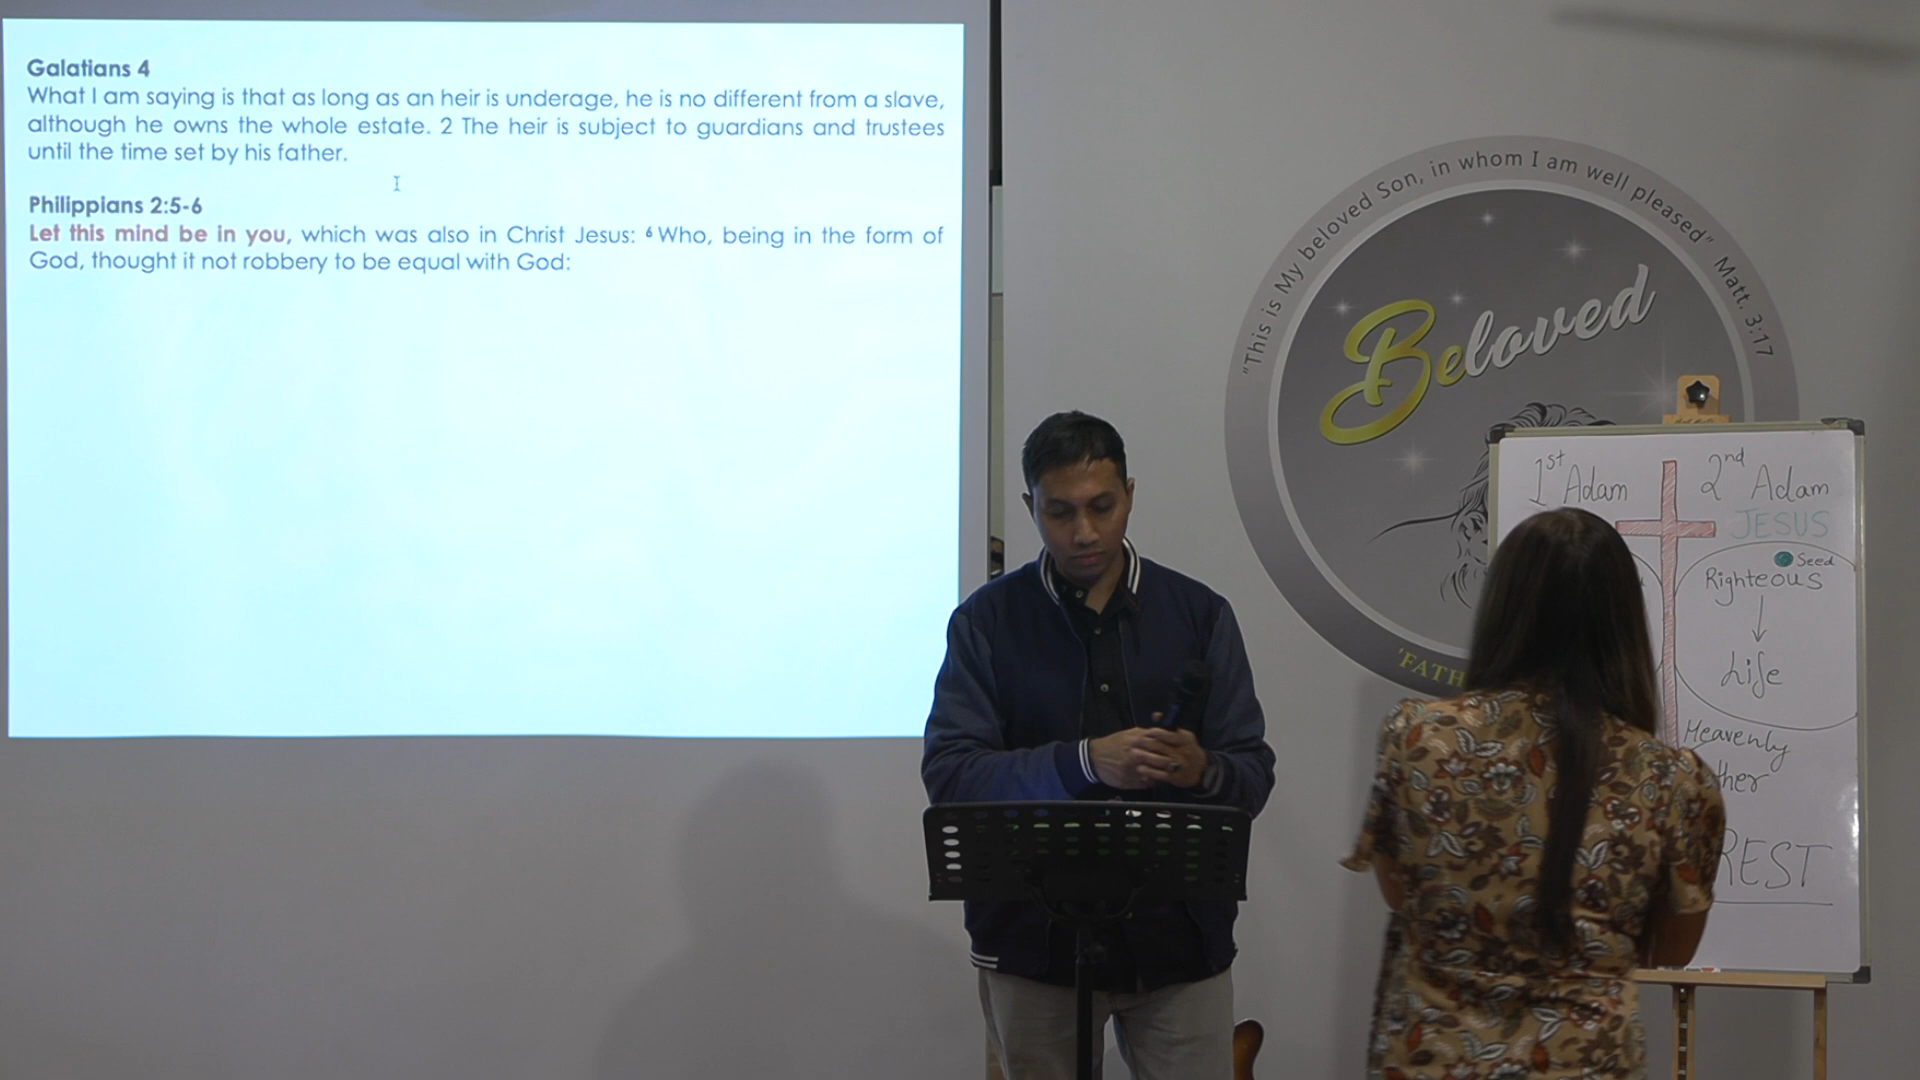 Galatians 4
What I am saying is that as long as an heir is underage, he is no different from a slave,
although he owns the whole estate. 2 The heir is subject to guardians and trustees
until the time set by his father.
Philippians 2:5-6
Let this mind be in you, which was also in Christ Jesus: ⁶ Who, being in the form of
God, thought it not robbery to be equal with God:
"This is My beloved Son, in whom I am well pleased" Matt. 3:17
Beloved
'FATH
1st Adam
2nd Adam
JESUS
Seed
Righteous
Life
Heavenly
ther
REST